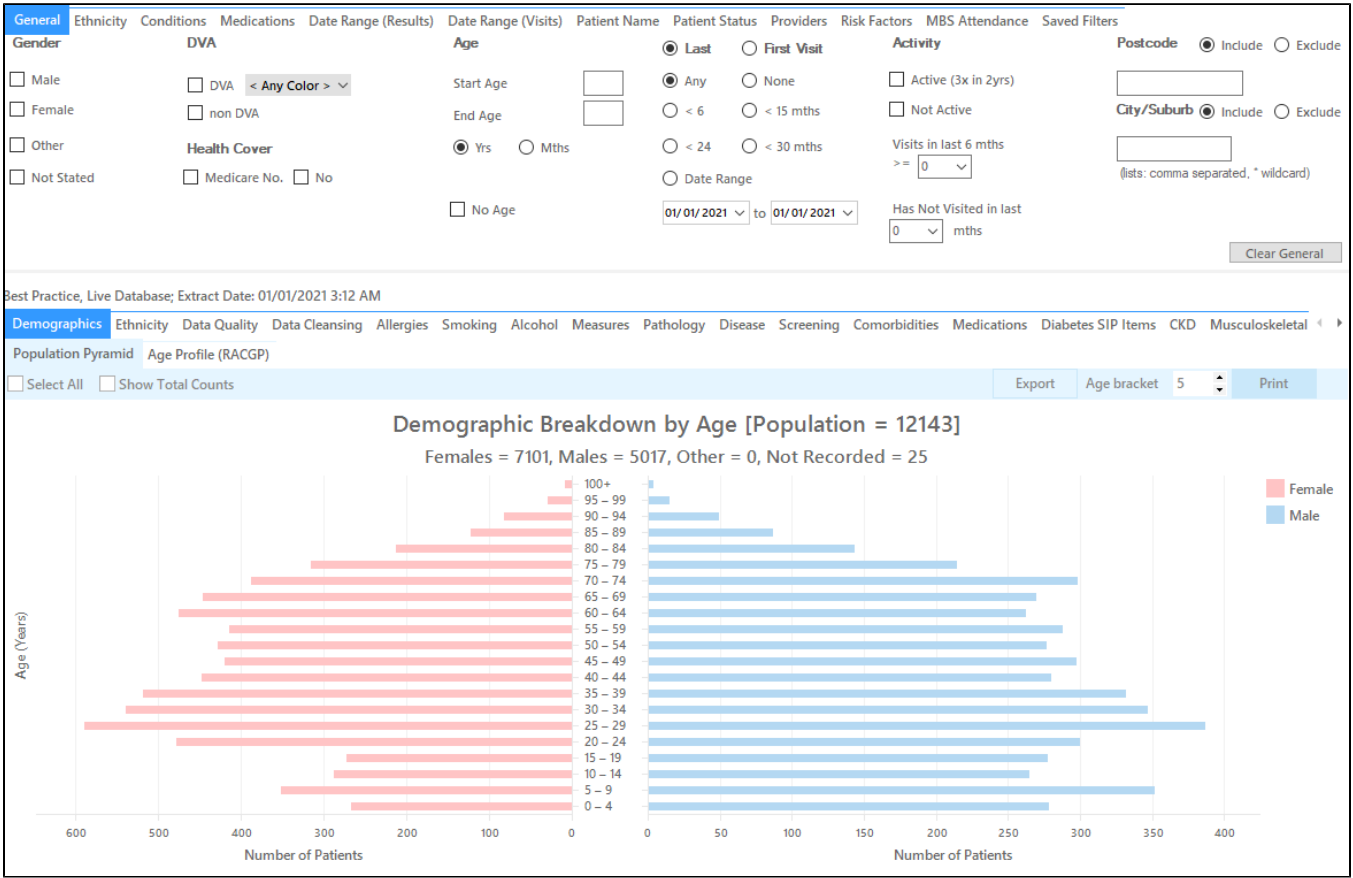 General Ethnicity Conditions Medications Date Range (Results) Date Range (Visits) Patient Name Patient Status Providers Risk Factors MBS Attendance Saved Filters
Gender DVA Age Last First Visit Activity Postcode Include Exclude
Male DVA < Any Color > Start Age Any None Active (3x in 2yrs)
Female non DVA End Age < 6 < 15 mths Not Active City/Suburb Include Exclude
Other Health Cover Yrs Mths < 24 < 30 mths Visits in last 6 mths
>= 0
Not Stated Medicare No. No Date Range (lists: comma separated, * wildcard)
No Age 01/01/2021 to 01/01/2021 Has Not Visited in last
0 mths
Clear General
Best Practice, Live Database; Extract Date: 01/01/2021 3:12 AM
Demographics Ethnicity Data Quality Data Cleansing Allergies Smoking Alcohol Measures Pathology Disease Screening Comorbidities Medications Diabetes SIP Items CKD Musculoskeletal
Population Pyramid Age Profile (RACGP)
Select All Show Total Counts Export Age bracket 5 Print
Demographic Breakdown by Age [Population = 12143]
Females = 7101, Males = 5017, Other = 0, Not Recorded = 25
Female
Male
Age (Years)
100+
95 – 99
90 – 94
85 – 89
80 – 84
75 – 79
70 – 74
65 – 69
60 – 64
55 – 59
50 – 54
45 – 49
40 – 44
35 – 39
30 – 34
25 – 29
20 – 24
15 – 19
10 – 14
5 – 9
0 – 4
600 500 400 300 200 100 0 0 50 100 150 200 250 300 350 400
Number of Patients Number of Patients